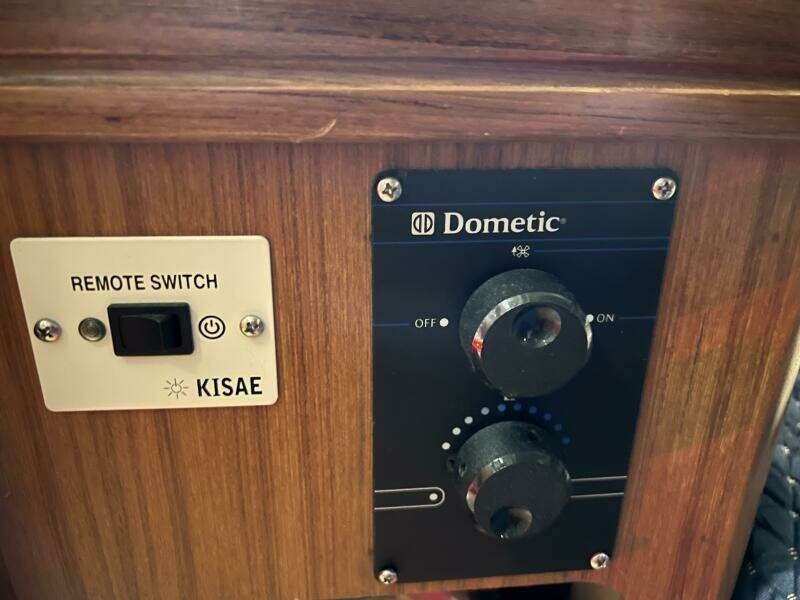 REMOTE SWITCH
KISAE
Dometic
OFF
ON